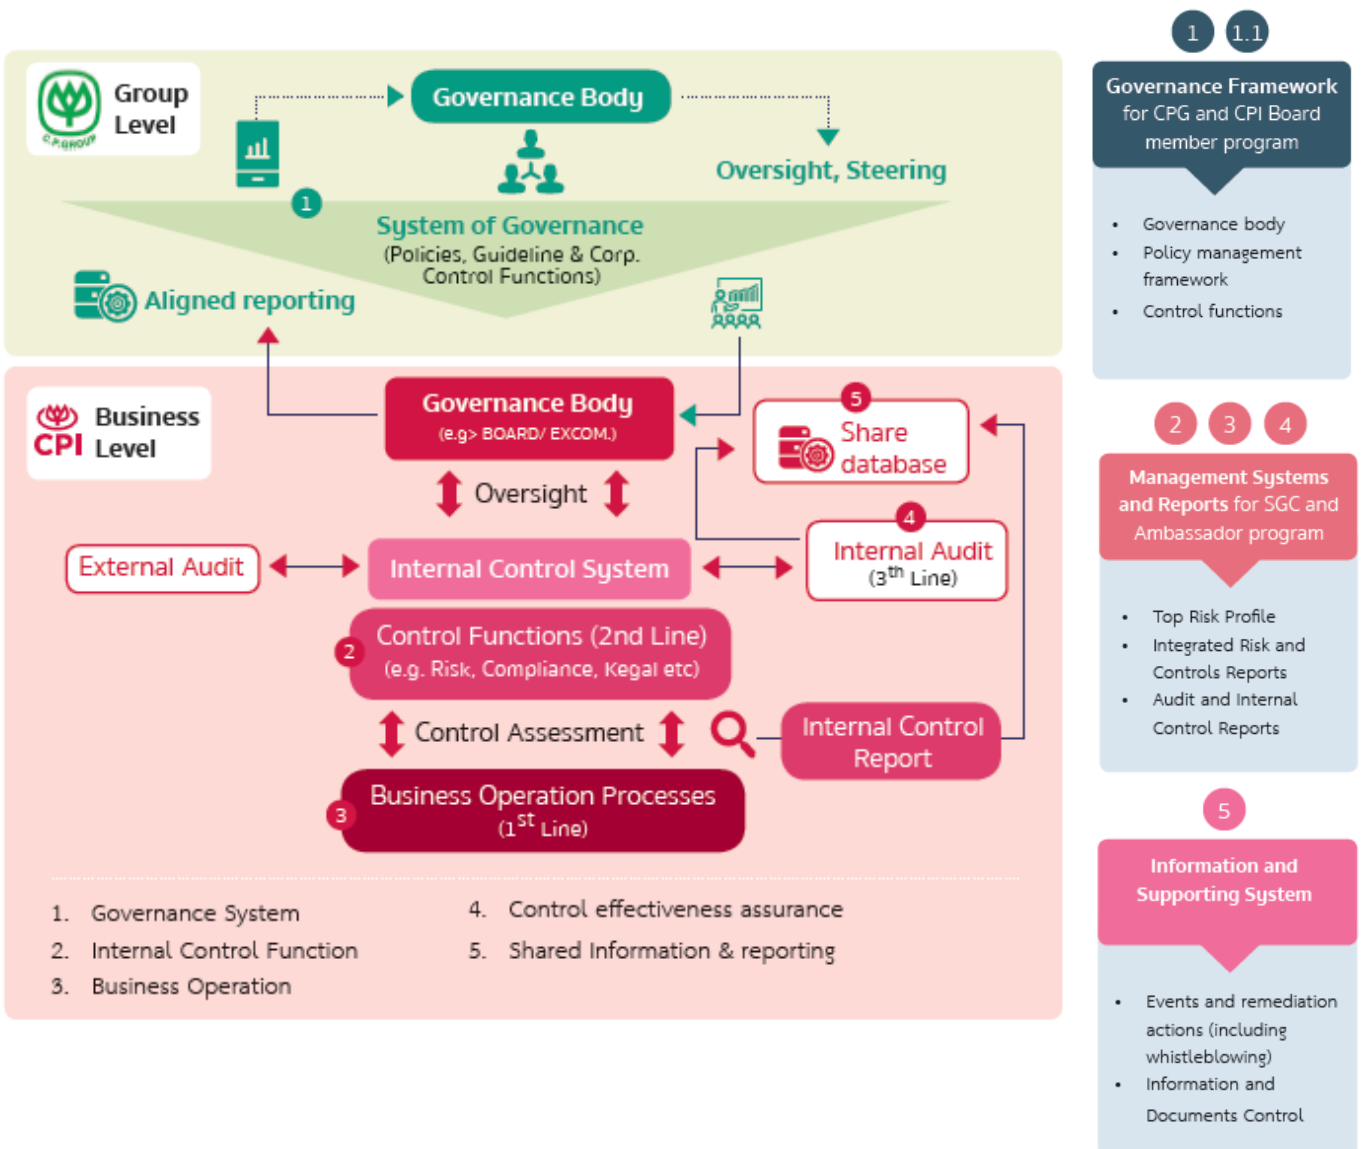 C.P.GROUP
Group
Level
Governance Body
Oversight, Steering
1
System of Governance
(Policies, Guideline & Corp.
Control Functions)
Aligned reporting
CPI
Business
Level
Governance Body
(e.g> BOARD/ EXCOM.)
5
Share
database
Oversight
External Audit
Internal Control System
4
Internal Audit
(3th Line)
2
Control Functions (2nd Line)
(e.g. Risk, Compliance, Kegal etc)
Control Assessment
Internal Control
Report
3
Business Operation Processes
(1st Line)
1. Governance System
2. Internal Control Function
3. Business Operation
4. Control effectiveness assurance
5. Shared Information & reporting
1 1.1
Governance Framework
for CPG and CPI Board
member program
• Governance body
• Policy management
framework
• Control functions
2 3 4
Management Systems
and Reports for SGC and
Ambassador program
• Top Risk Profile
• Integrated Risk and
Controls Reports
• Audit and Internal
Control Reports
5
Information and
Supporting System
• Events and remediation
actions (including
whistleblowing)
• Information and
Documents Control